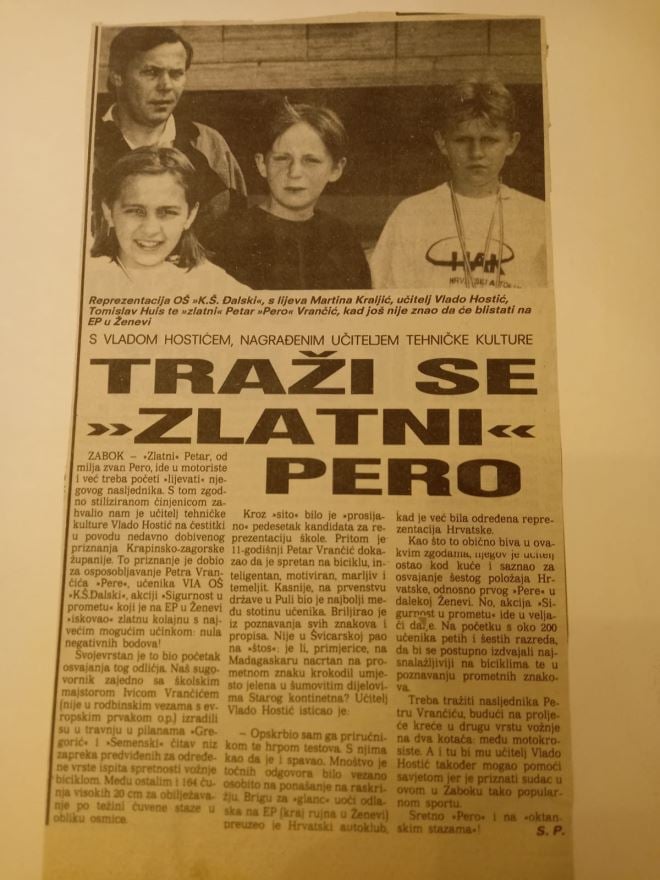 HAK
HRVATSKI AUTOK
Reprezentacija OŠ »K.Š. Đalski«, s lijeva Martina Kraljić, učitelj Vlado Hostić,
Tomislav Huis te »zlatni« Petar »Pero« Vrančić, kad još nije znao da će blistati na
EP u Ženevi
S VLADOM HOSTIĆEM, NAGRAĐENIM UČITELJEM TEHNIČKE KULTURE
TRAŽI SE
»ZLATNI«
PERO
ZABOK — »Zlatni« Petar, od
milja zvan Pero, ide u motoriste
i već treba početi »lijevati« nje-
govog nasljednika. S tom zgod-
no stiliziranom činjenicom za-
hvalio nam je učitelj tehničke
kulture Vlado Hostić na čestitki
u povodu nedavno dobivenog
priznanja Krapinsko-zagorske
županije. To priznanje je dobio
za osposobljavanje Petra Vran-
čića »Pere«, učenika VIA OŠ
»K.Š.Đalski«, akciji »Sigurnost u
prometu« koji je na EP u Ženevi
»iskovao« zlatnu kolajnu s naj-
većim mogućim učinkom: nula
negativnih bodova!
Svojevrstan je to bio početak
osvajanja tog odličja. Naš sugo-
vornik zajedno sa školskim
majstorom Ivicom Vrančićem
(nije u rodbinskim vezama s ev-
ropskim prvakom o.p.) izradili
su u travnju u pilanama »Gre-
gorić« i »Semenski« čitav niz
zapreka predviđenih za određe-
ne vrste ispita spretnosti vožnje
biciklom. Među ostalim i 164 ču-
nja visokih 20 cm za obilježava-
nje po težini čuvene staze u
obliku osmice.
Kroz »sito« bilo je »prosija-
no« pedesetak kandidata za re-
prezentaciju škole. Pritom je
11-godišnji Petar Vrančić doka-
zao da je spretan na biciklu, in-
teligentan, motiviran, marljiv i
temeljit. Kasnije, na prvenstvu
države u Puli bio je najbolji me-
đu stotinu učenika. Briljirao je
iz poznavanja svih znakova i
propisa. Nije u Švicarskoj pao
na »štos«: je li, primjerice, na
Madagaskaru nacrtan na pro-
metnom znaku krokodil umje-
sto jelena u šumovitim dijelovi-
ma Starog kontinetna? Učitelj
Vlado Hostić isticao je:
— Opskrbio sam ga priručni-
kom te hrpom testova. S njima
kao da je i spavao. Mnoštvo je
točnih odgovora bilo vezano
osobito na ponašanje na raskri-
žju. Brigu za »glanc« uoči odla-
ska na EP (kraj rujna u Ženevi)
preuzeo je Hrvatski autoklub,
kad je već bila određena repre-
zentacija Hrvatske.
Kao što to obično biva u ova-
kvim zgodama, njegov je učitelj
ostao kod kuće i saznao za
osvajanje šestog položaja Hr-
vatske, odnosno prvog »Pere« u
dalekoj Ženevi. No, akcija »Si-
gurnost u prometu« ide u velja-
či dalje. Na početku s oko 200
učenika petih i šestih razreda,
da bi se postupno izdvajali naj-
snalažljiviji na biciklima te u
poznavanju prometnih znako-
va.
Treba tražiti nasljednika Pe-
tru Vrančiću, budući na prolje-
će kreće u drugu vrstu vožnje
na dva kotača: među motokro-
siste. A i tu bi mu učitelj Vlado
Hostić također mogao pomoći
savjetom jer je priznati sudac u
ovom u Zaboku tako popular-
nom sportu.
Sretno »Pero« i na »oktan-
skim stazama«!
S. P.